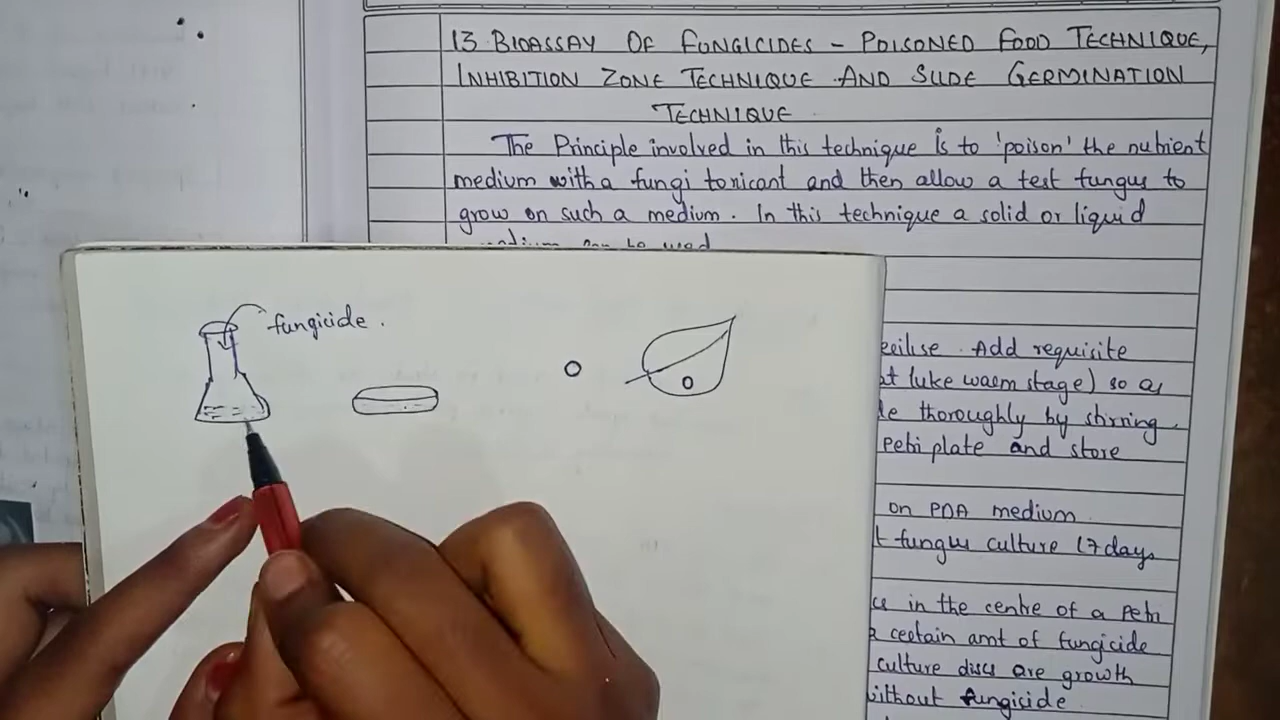 13 BIOASSAY OF FUNGICIDES - POISONED FOOD TECHNIQUE,
INHIBITION ZONE TECHNIQUE AND SLIDE GERMINATION
TECHNIQUE
The Principle involved in this technique is to 'poison' the nutrient
medium with a fungi toxicant and then allow a test fungus to
grow on such a medium. In this technique a solid or liquid
fungicide.
Add requisite
luke warm stage) so as
thoroughly by stirring.
Petri plate and store
on PDA medium
fungus culture (7 days
in the centre of a Petri
certain amt of fungicide
culture discs are growth
without fungicide